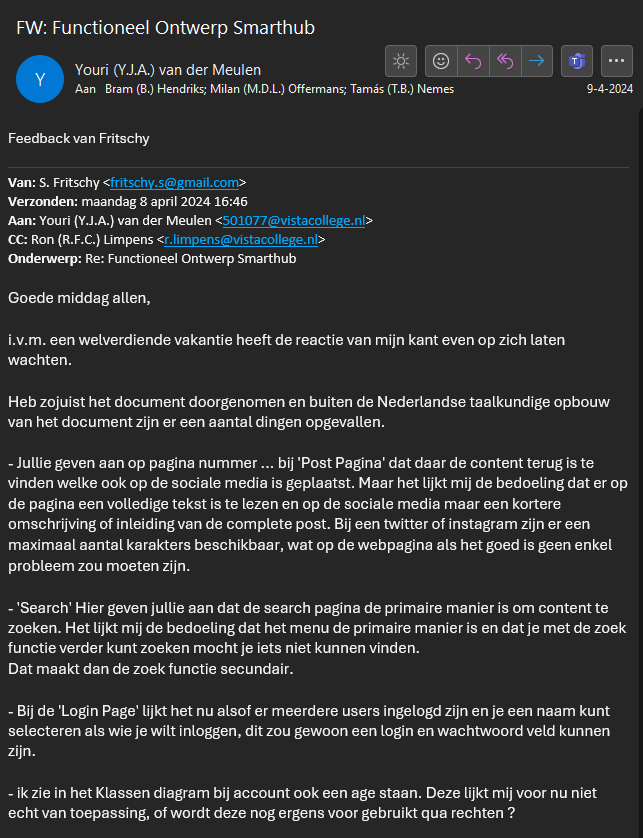 FW: Functioneel Ontwerp Smarthub
Y
Youri (Y.J.A.) van der Meulen
Aan Bram (B.) Hendriks; Milan (M.D.L.) Offermans; Tamás (T.B.) Nemes
9-4-2024
Feedback van Fritschy
Van: S. Fritschy <fritschy.s@gmail.com>
Verzonden: maandag 8 april 2024 16:46
Aan: Youri (Y.J.A.) van der Meulen <501077@vistacollege.nl>
CC: Ron (R.F.C.) Limpens <r.limpens@vistacollege.nl>
Onderwerp: Re: Functioneel Ontwerp Smarthub
Goede middag allen,
i.v.m. een welverdiende vakantie heeft de reactie van mijn kant even op zich laten
wachten.
Heb zojuist het document doorgenomen en buiten de Nederlandse taalkundige opbouw
van het document zijn er een aantal dingen opgevallen.
- Jullie geven aan op pagina nummer ... bij 'Post Pagina' dat daar de content terug is te
vinden welke ook op de sociale media is geplaatst. Maar het lijkt mij de bedoeling dat er op
de pagina een volledige tekst is te lezen en op de sociale media maar een kortere
omschrijving of inleiding van de complete post. Bij een twitter of instagram zijn er een
maximaal aantal karakters beschikbaar, wat op de webpagina als het goed is geen enkel
probleem zou moeten zijn.
- 'Search' Hier geven jullie aan dat de search pagina de primaire manier is om content te
zoeken. Het lijkt mij de bedoeling dat het menu de primaire manier is en dat je met de zoek
functie verder kunt zoeken mocht je iets niet kunnen vinden.
Dat maakt dan de zoek functie secundair.
- Bij de 'Login Page' lijkt het nu alsof er meerdere users ingelogd zijn en je een naam kunt
selecteren als wie je wilt inloggen, dit zou gewoon een login en wachtwoord veld kunnen
zijn.
- ik zie in het Klassen diagram bij account ook een age staan. Deze lijkt mij voor nu niet
echt van toepassing, of wordt deze nog ergens voor gebruikt qua rechten ?